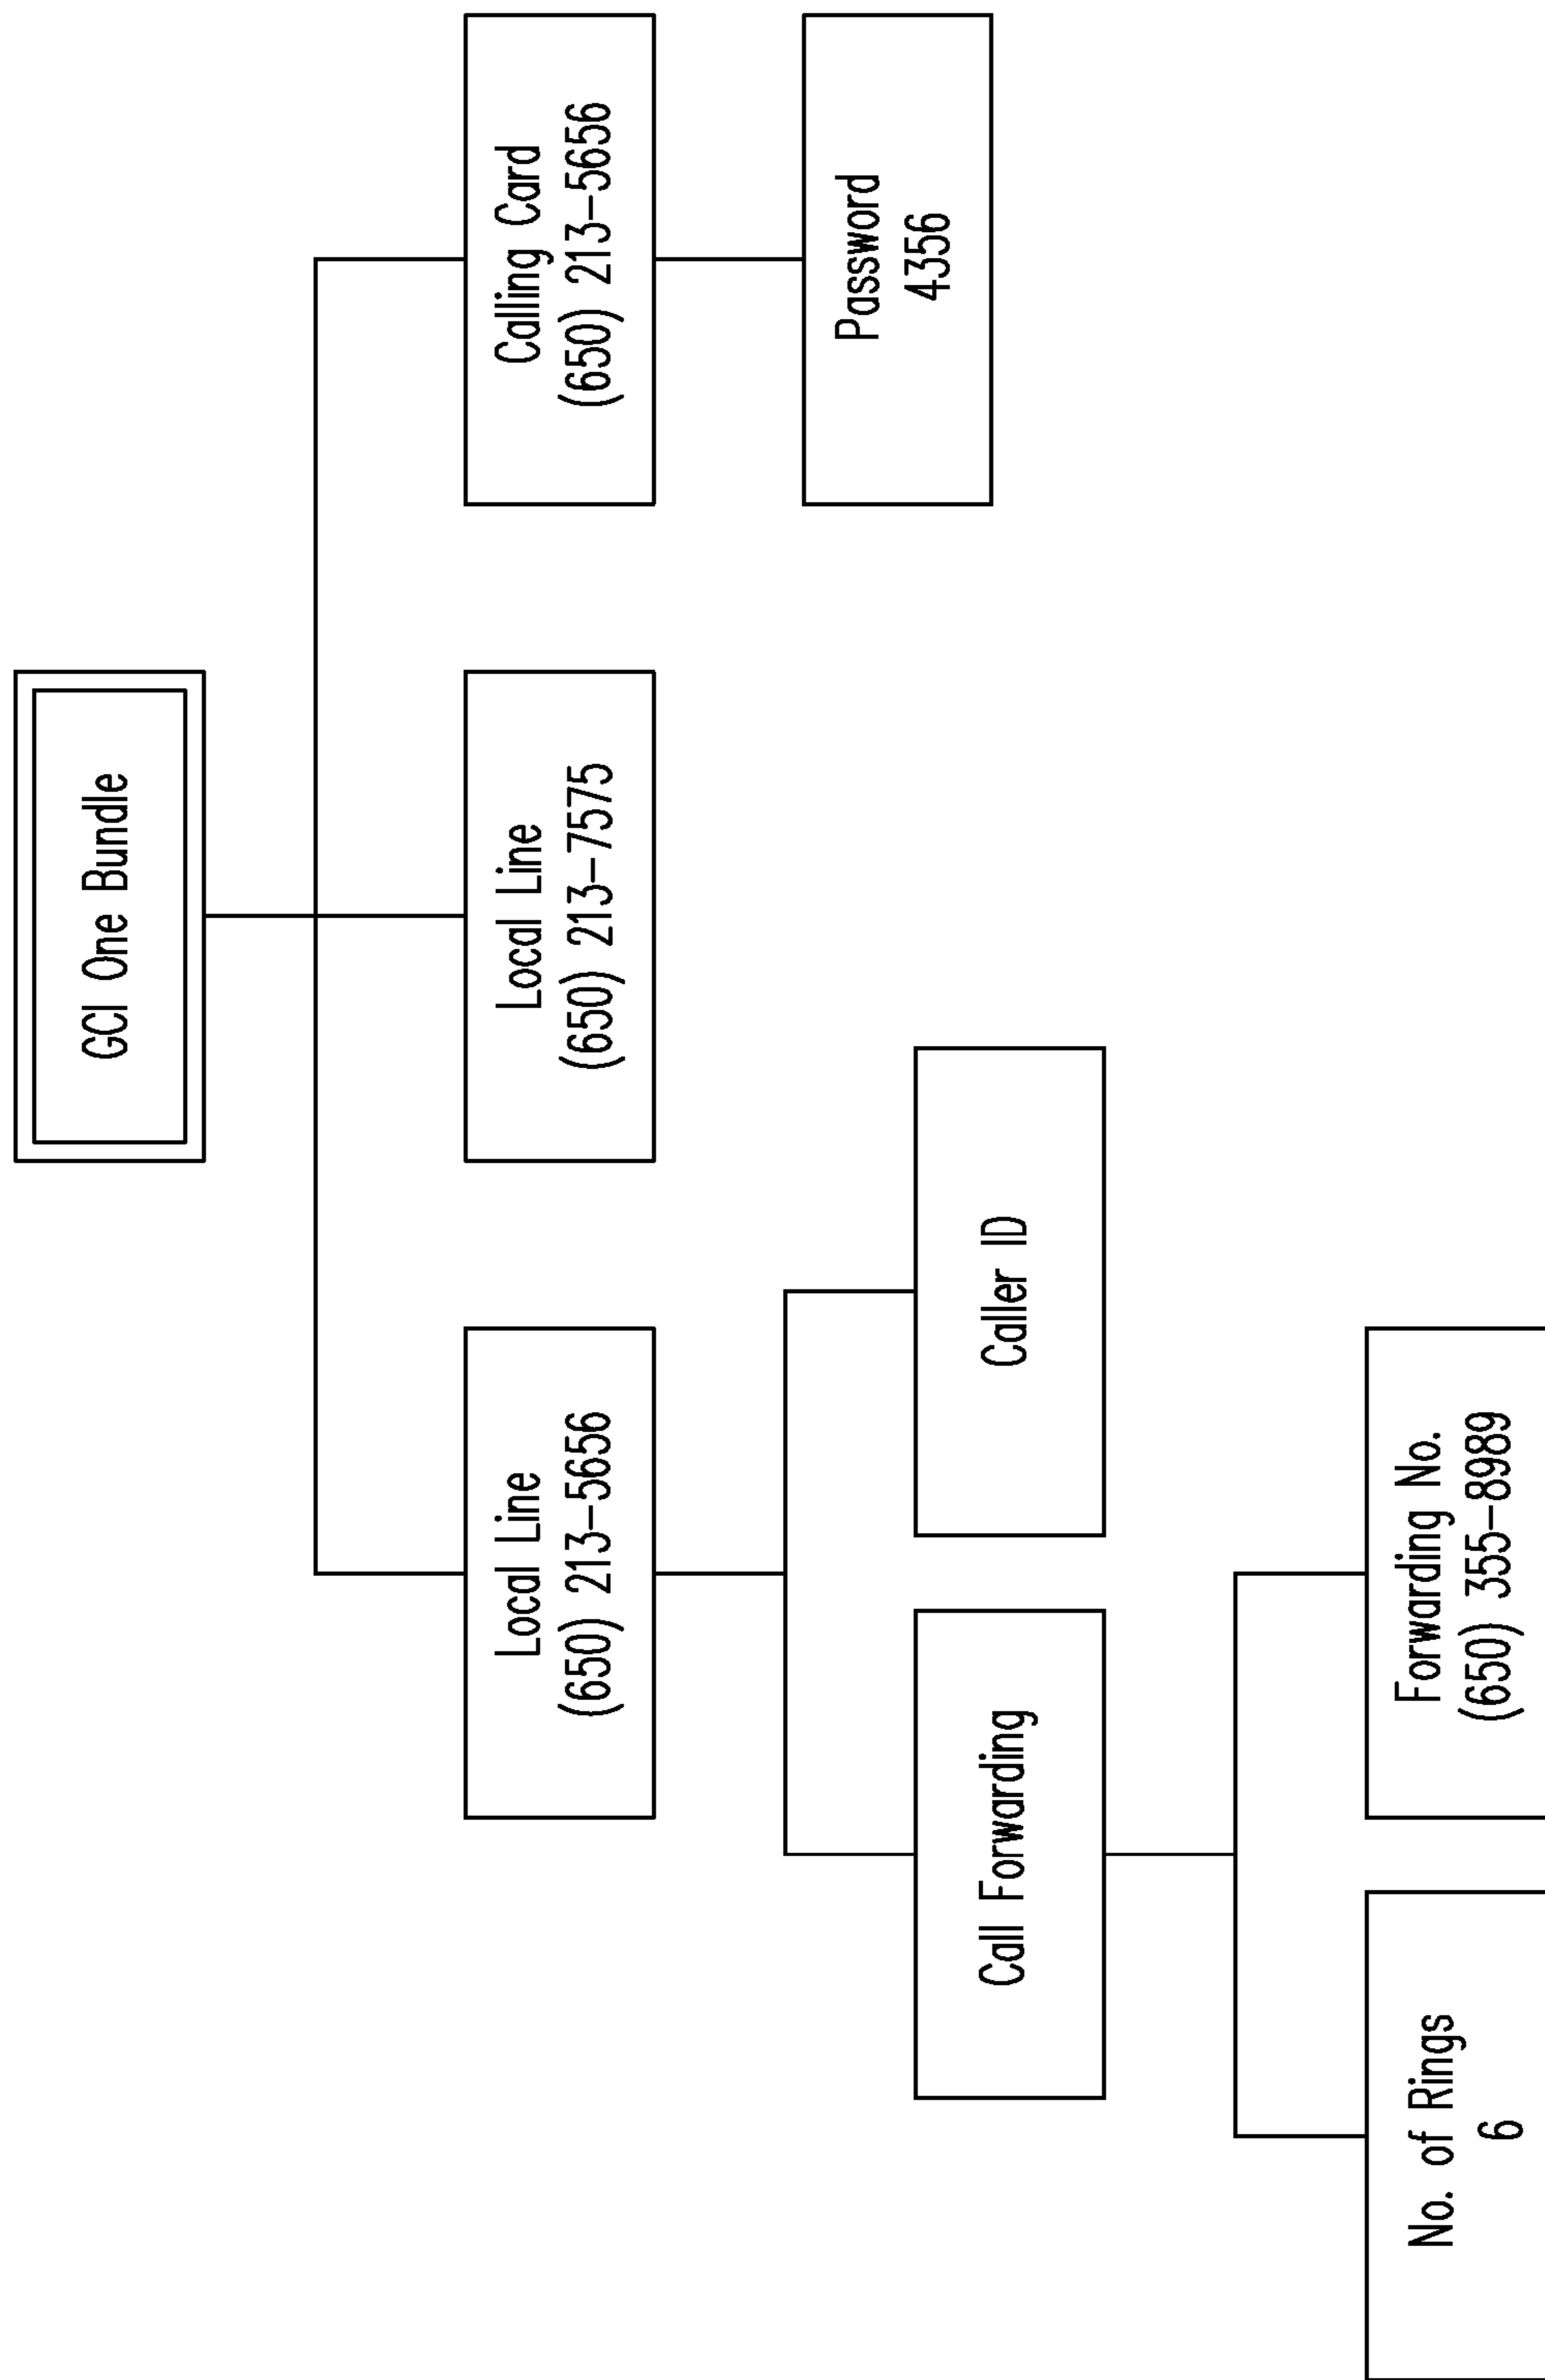 GCI One Bundle
Local Line
(650) 213-5656
Local Line
(650) 213-7575
Calling Card
(650) 213-5656
Call Forwarding
Caller ID
Password
4356
No. of Rings
6
Forwarding No.
(650) 355-8989